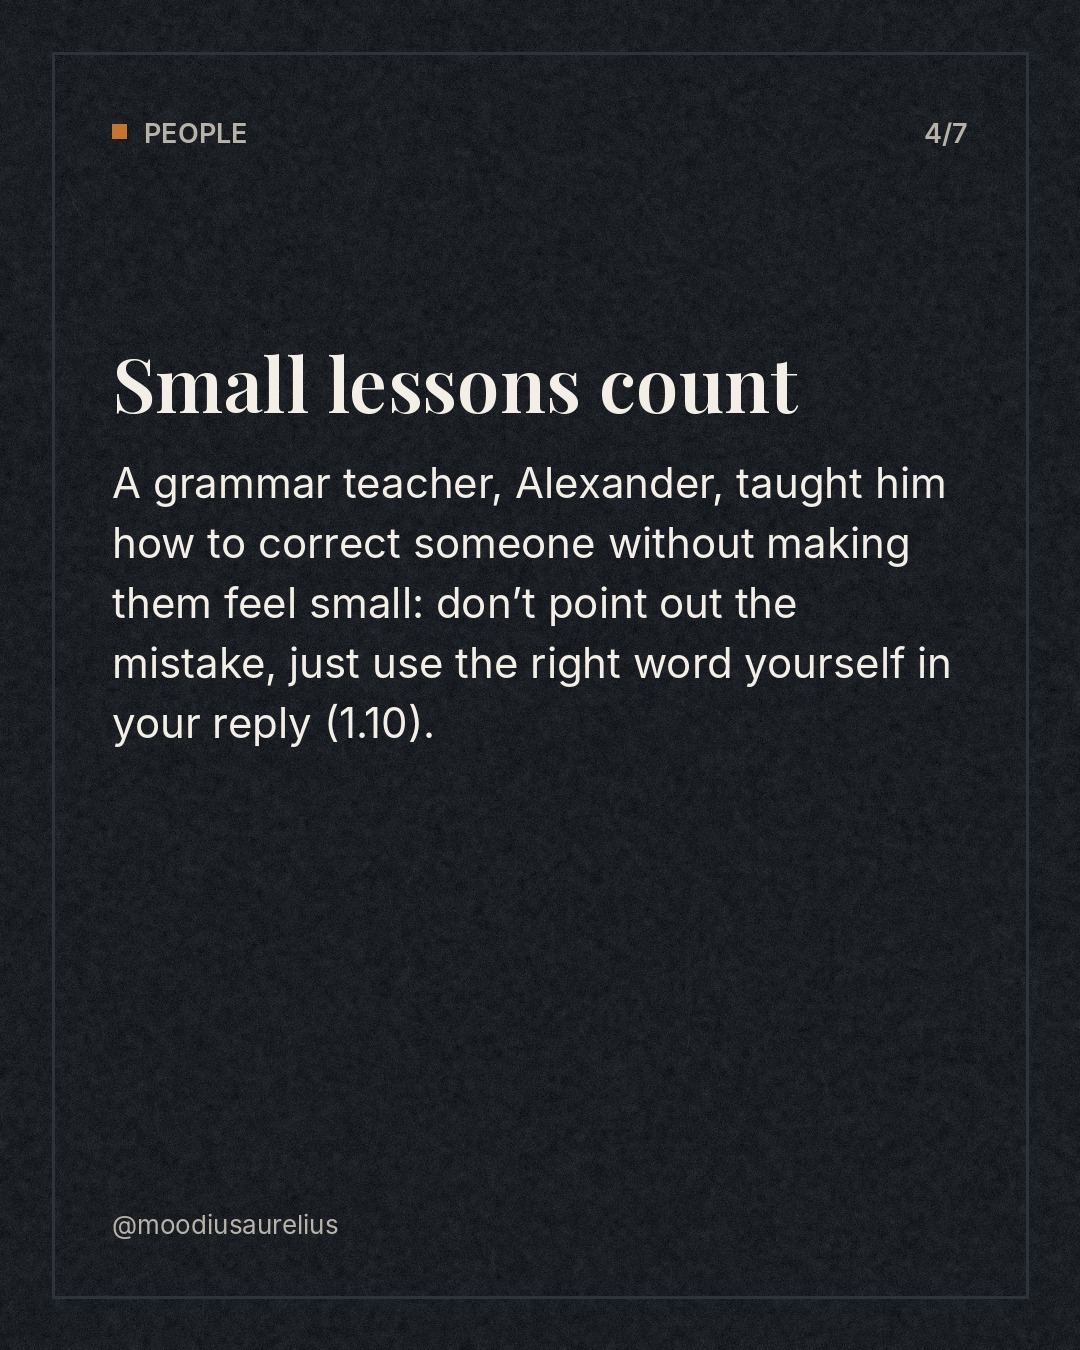 PEOPLE
4/7
Small lessons count
A grammar teacher, Alexander, taught him
how to correct someone without making
them feel small: don’t point out the
mistake, just use the right word yourself in
your reply (1.10).
@moodiusaurelius